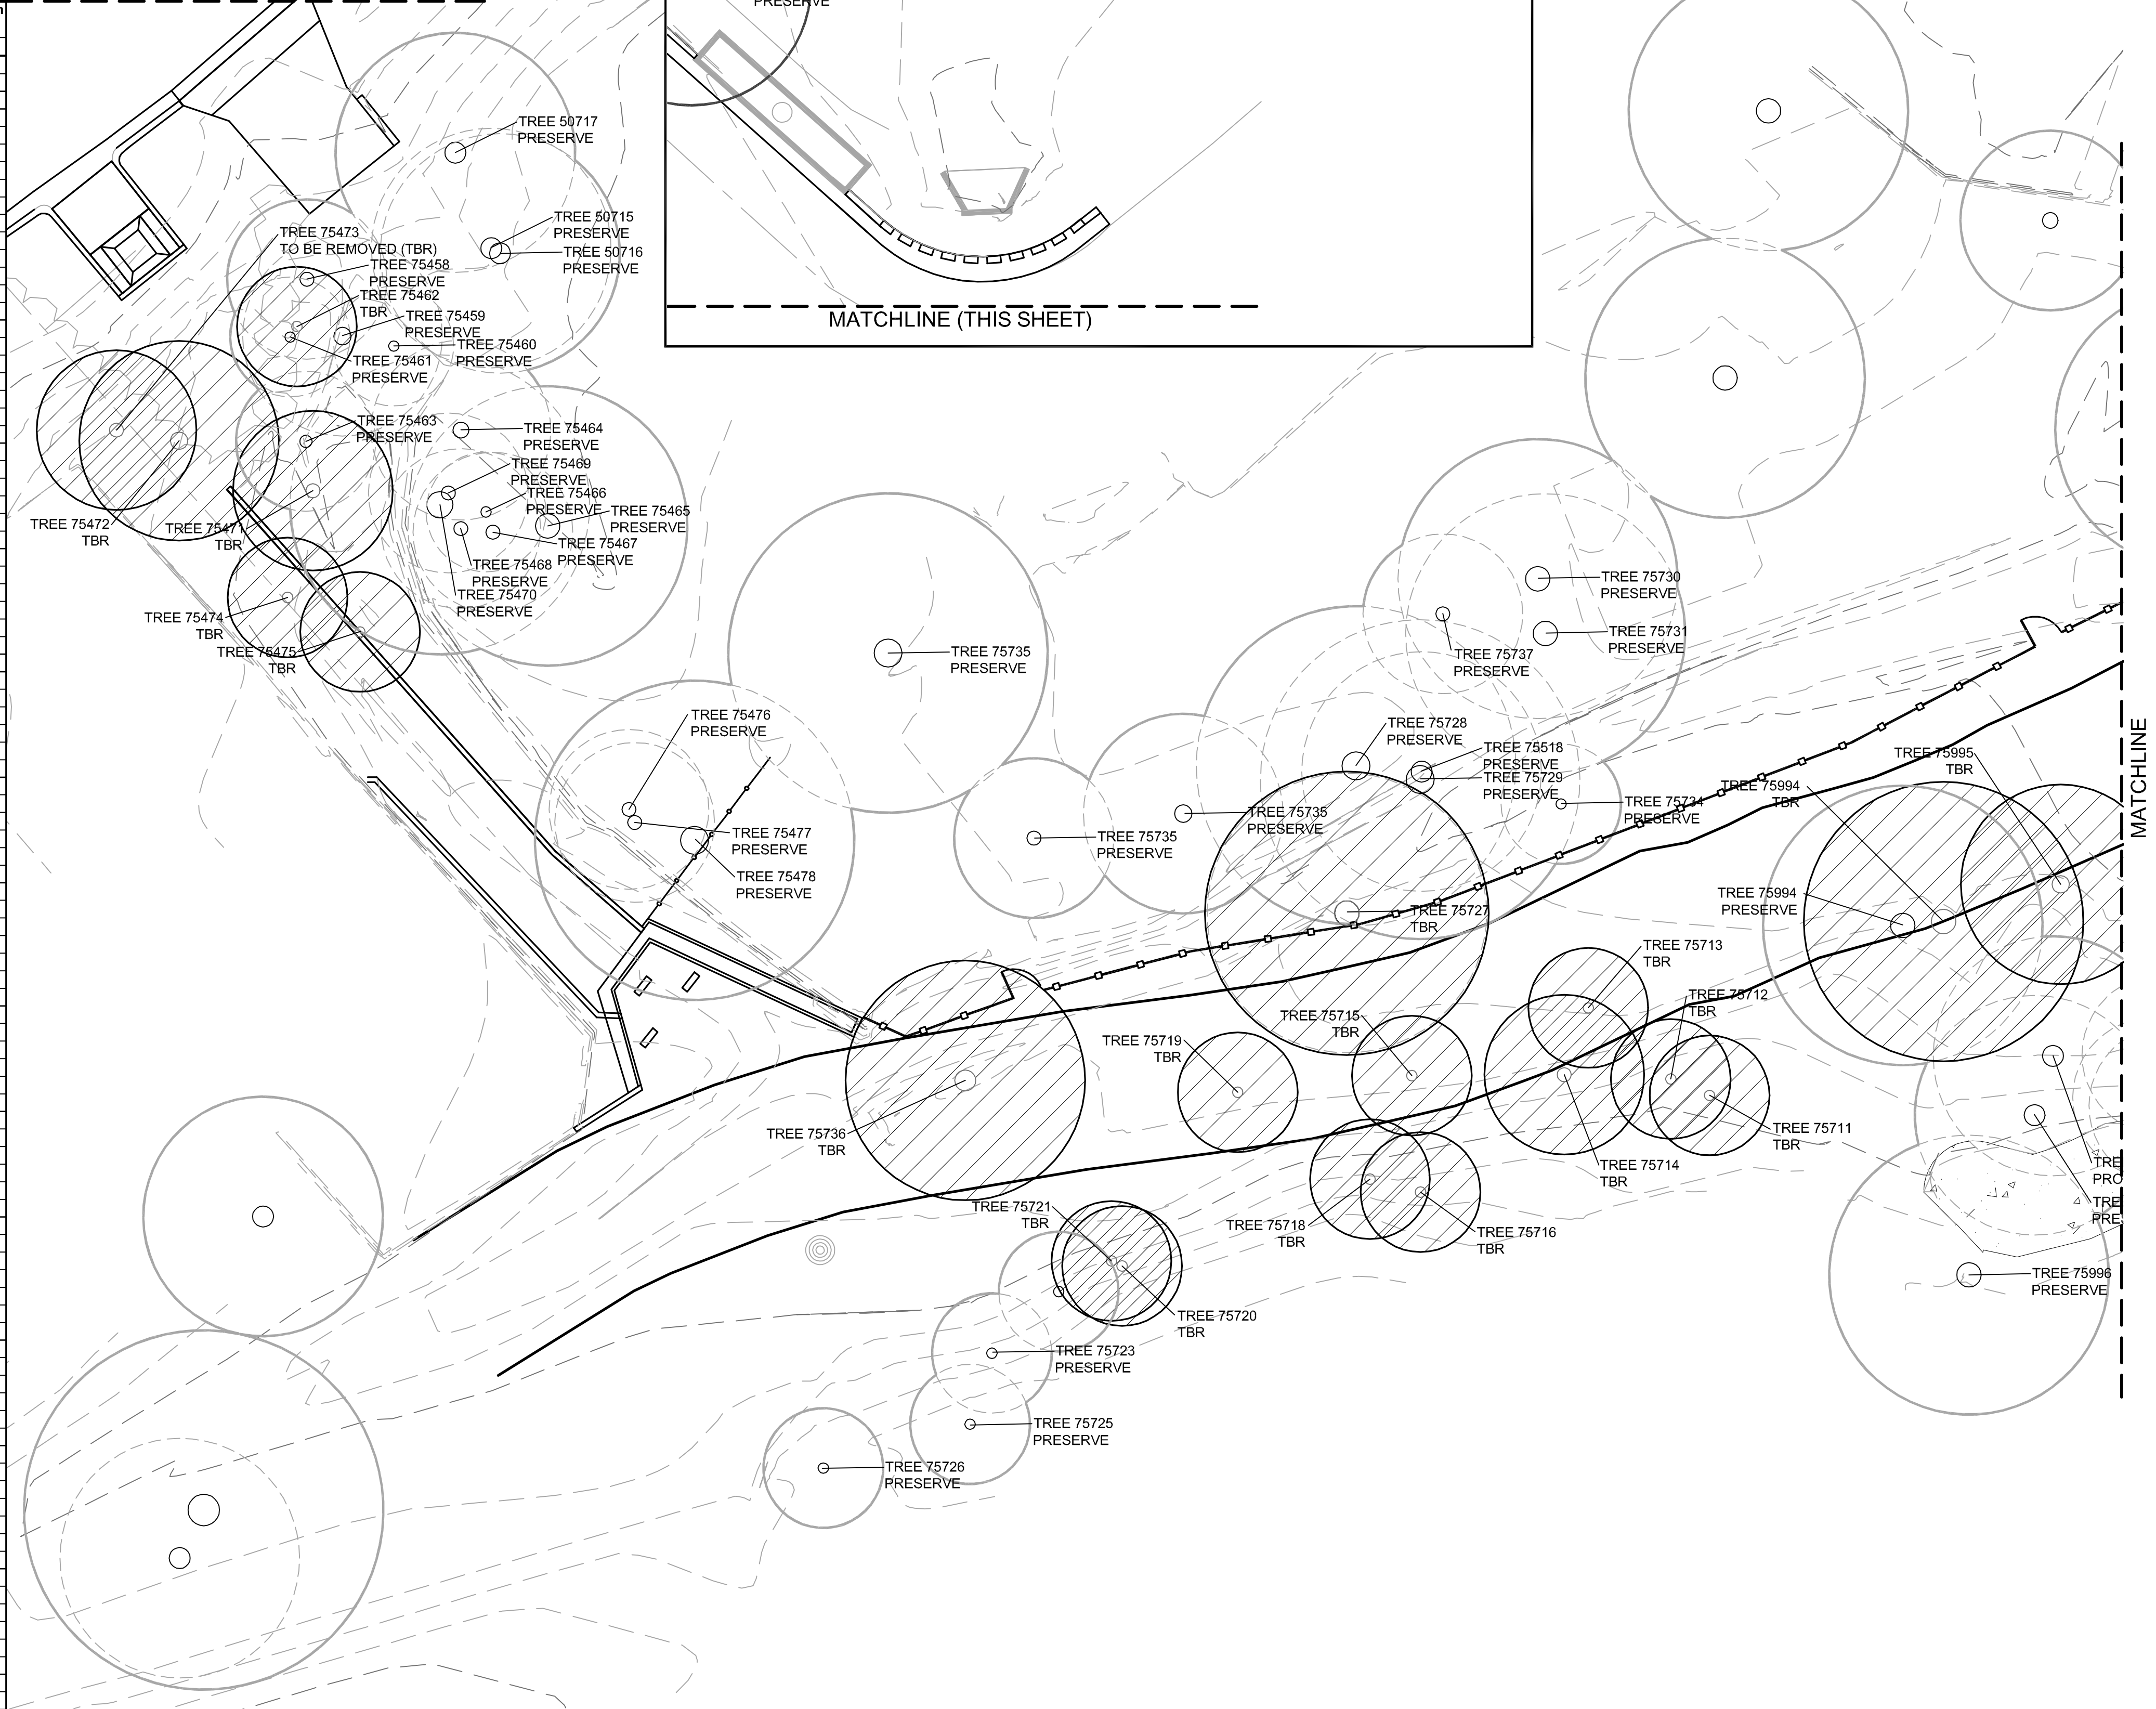 PRESERVE
TREE 50717
PRESERVE
TREE 50715
PRESERVE
TREE 50716
PRESERVE
TREE 75473
TO BE REMOVED (TBR)
TREE 75458
PRESERVE
TREE 75462
TBR
TREE 75459
PRESERVE
TREE 75460
PRESERVE
TREE 75461
PRESERVE
MATCHLINE (THIS SHEET)
TREE 75463
PRESERVE
TREE 75464
PRESERVE
TREE 75469
PRESERVE
TREE 75466
PRESERVE
TREE 75465
PRESERVE
TREE 75467
PRESERVE
TREE 75468
PRESERVE
TREE 75470
PRESERVE
TREE 75472
TBR
TREE 75471
TBR
TREE 75474
TBR
TREE 75475
TBR
TREE 75735
PRESERVE
TREE 75730
PRESERVE
TREE 75731
PRESERVE
TREE 75737
PRESERVE
TREE 75476
PRESERVE
TREE 75477
PRESERVE
TREE 75478
PRESERVE
TREE 75728
PRESERVE
TREE 75518
PRESERVE
TREE 75729
PRESERVE
TREE 75734
PRESERVE
TREE 75735
PRESERVE
TREE 75735
PRESERVE
TREE 75995
TBR
TREE 75994
TBR
MATCHLINE
TREE 75994
PRESERVE
TREE 75727
TBR
TREE 75713
TBR
TREE 75712
TBR
TREE 75715
TBR
TREE 75719
TBR
TREE 75711
TBR
TREE 75714
TBR
TREE 75736
TBR
TREE 75721
TBR
TREE 75718
TBR
TREE 75716
TBR
TRE
PRO
TRE
PRE
TREE 75996
PRESERVE
TREE 75720
TBR
TREE 75723
PRESERVE
TREE 75725
PRESERVE
TREE 75726
PRESERVE